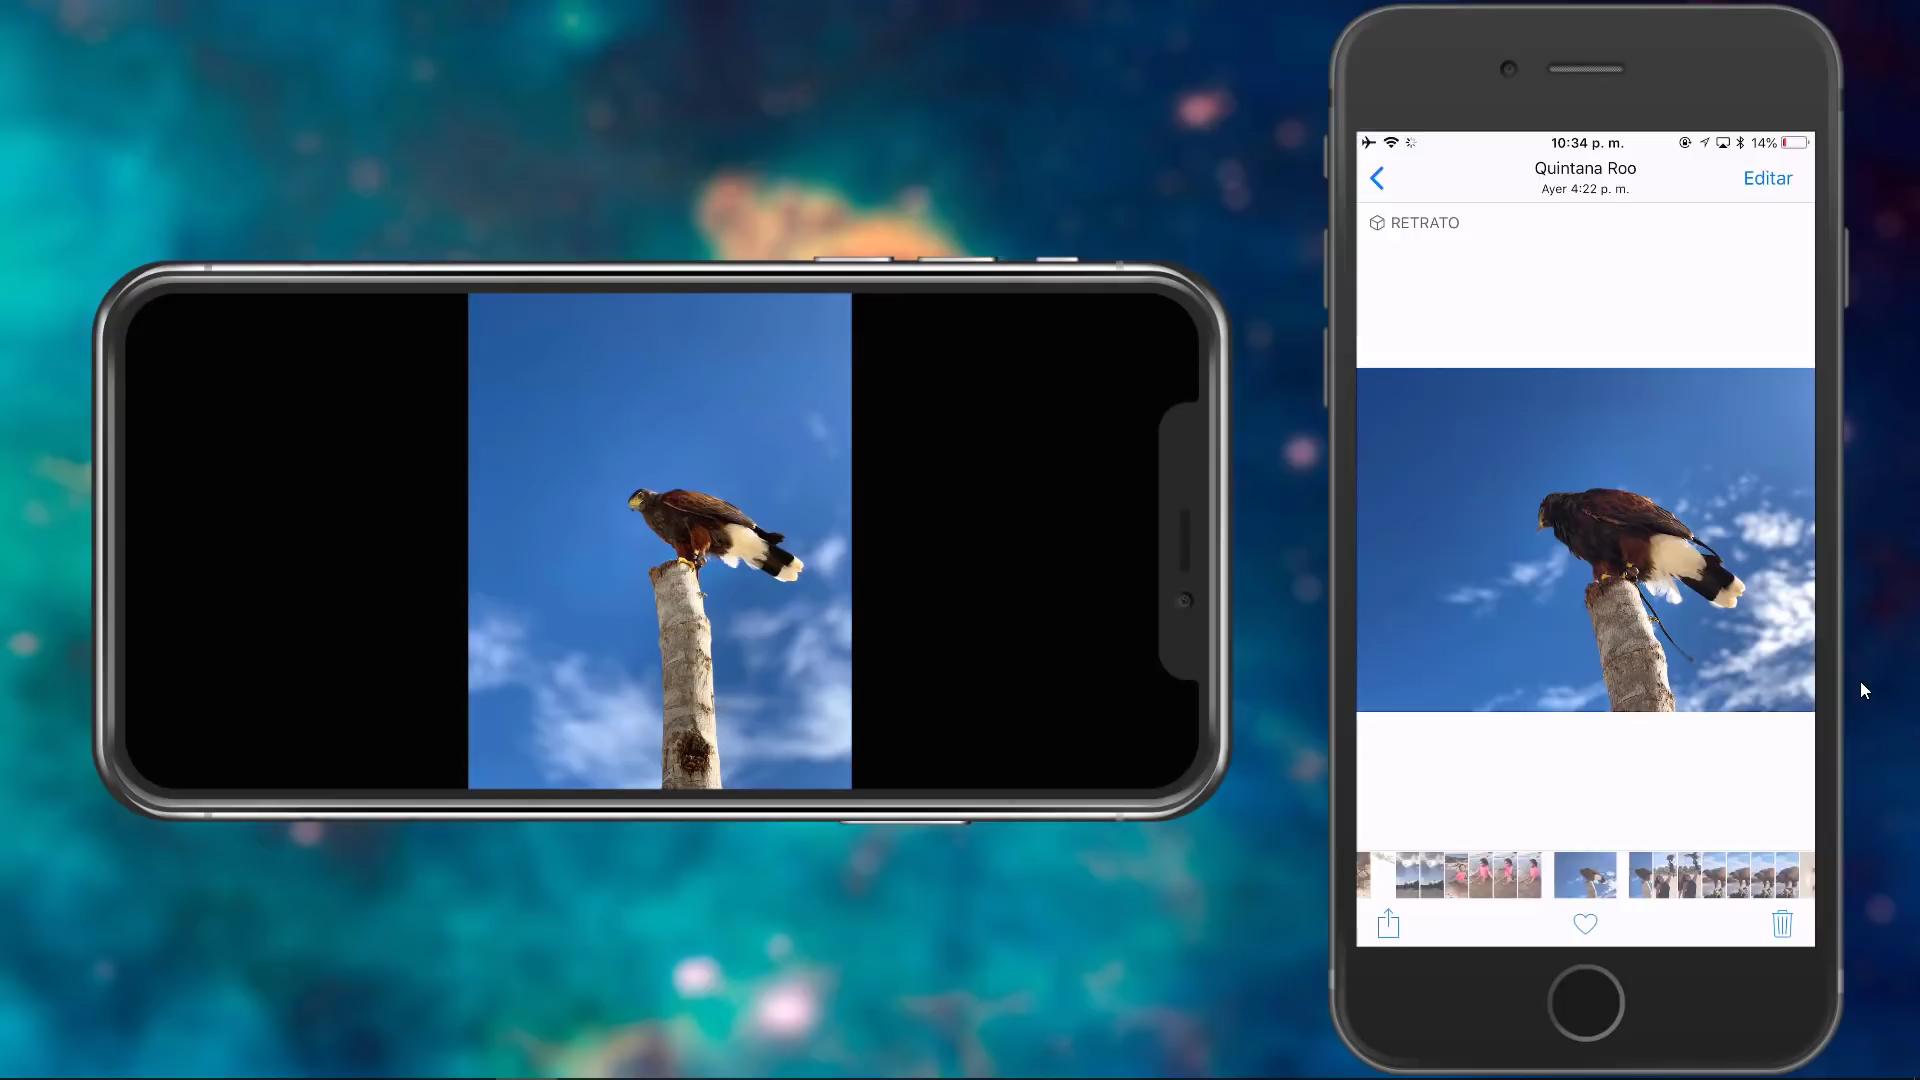 10:34 p. m.
14%
Quintana Roo
Ayer 4:22 p. m.
Editar
RETRATO